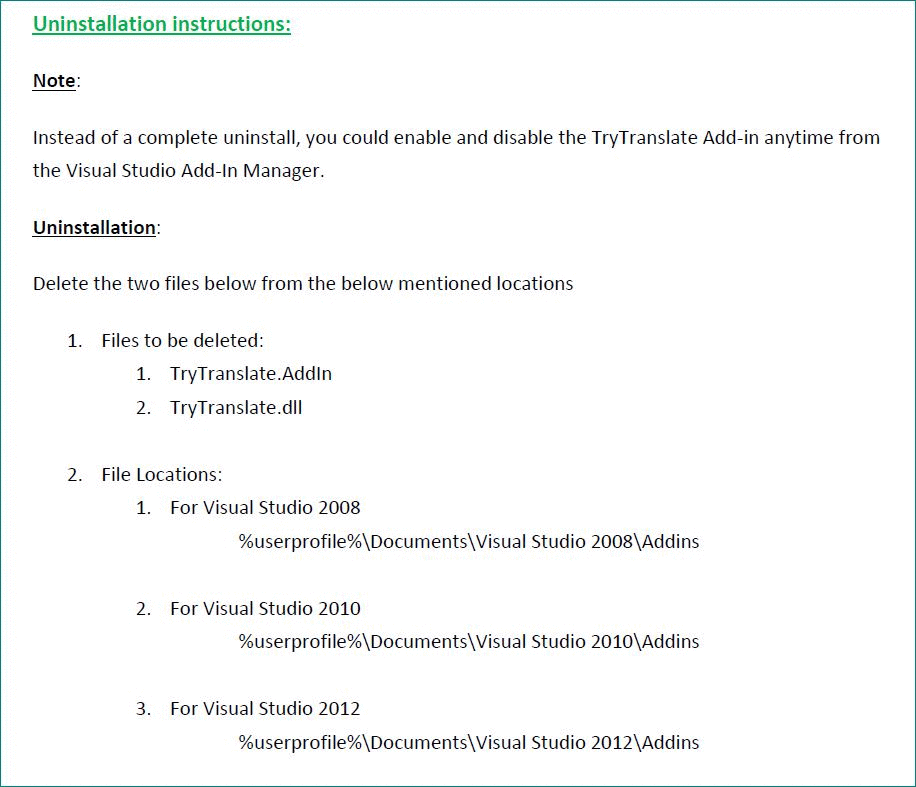 Uninstallation instructions:
Note:
Instead of a complete uninstall, you could enable and disable the TryTranslate Add-in anytime from
the Visual Studio Add-In Manager.
Uninstallation:
Delete the two files below from the below mentioned locations
1. Files to be deleted:
1. TryTranslate.AddIn
2. TryTranslate.dll
2. File Locations:
1. For Visual Studio 2008
%userprofile%\Documents\Visual Studio 2008\Addins
2. For Visual Studio 2010
%userprofile%\Documents\Visual Studio 2010\Addins
3. For Visual Studio 2012
%userprofile%\Documents\Visual Studio 2012\Addins